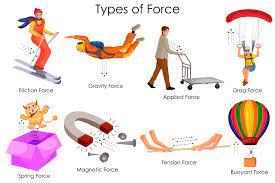 Types of Force
Friction Force
Gravity Force
Applied Force
Drag Force
Spring Force
Magnetic Force
Tension Force
Buoyant Force